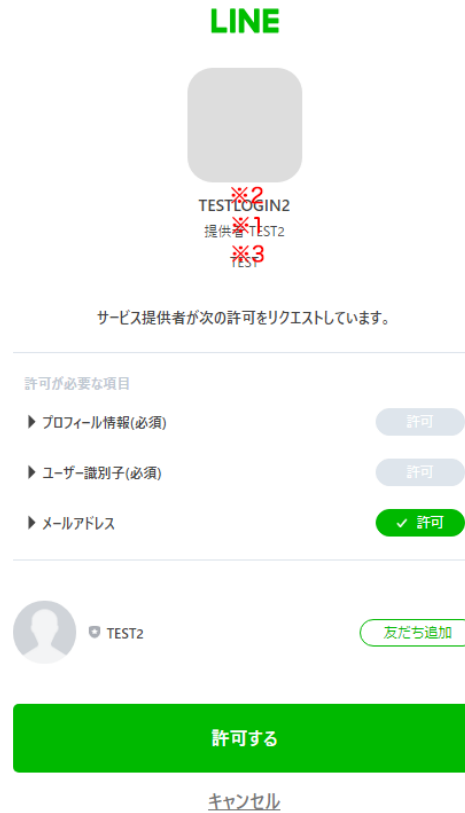 LINE
※2
TESTLOGIN2
※1
提供者 TEST2
※3
TEST
サービス提供者が次の許可をリクエストしています。
許可が必要な項目
プロフィール情報(必須)
許可
ユーザー識別子(必須)
許可
メールアドレス
✓ 許可
TEST2
友だち追加
許可する
キャンセル